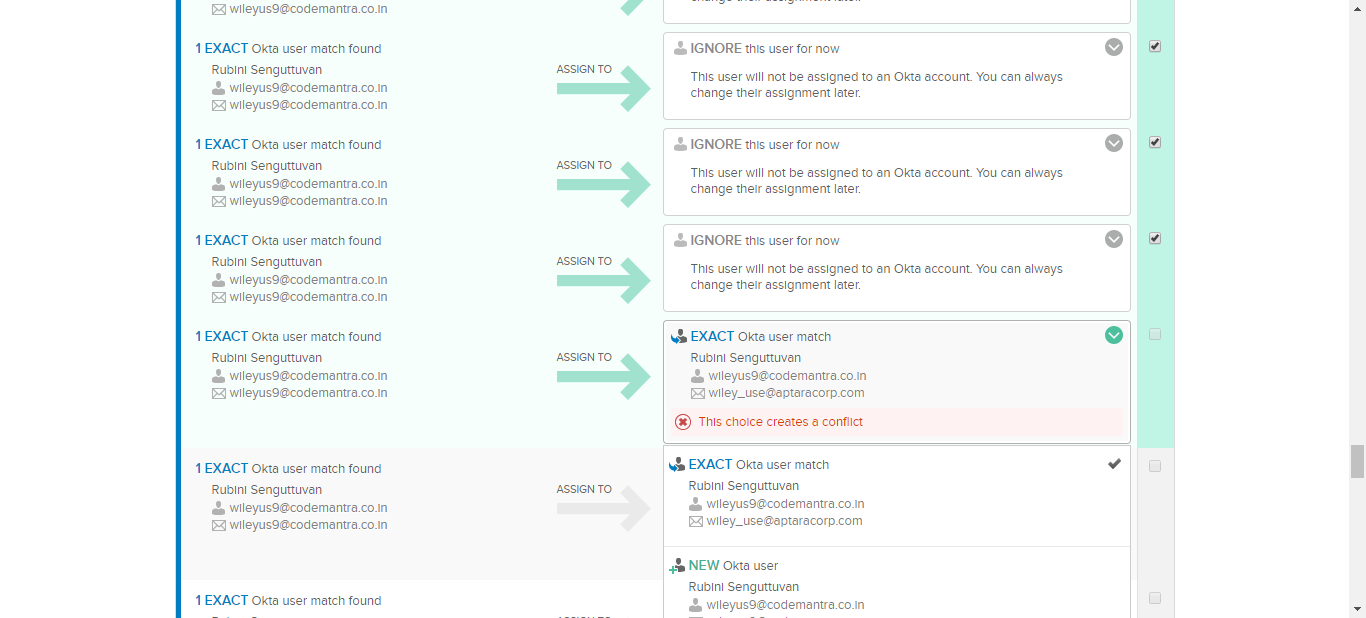 wileyus9@codemantra.co.in
change their assignment later.
1 EXACT Okta user match found
Rubini Senguttuvan
wileyus9@codemantra.co.in
wileyus9@codemantra.co.in
ASSIGN TO
IGNORE this user for now
This user will not be assigned to an Okta account. You can always
change their assignment later.
1 EXACT Okta user match found
Rubini Senguttuvan
wileyus9@codemantra.co.in
wileyus9@codemantra.co.in
ASSIGN TO
IGNORE this user for now
This user will not be assigned to an Okta account. You can always
change their assignment later.
1 EXACT Okta user match found
Rubini Senguttuvan
wileyus9@codemantra.co.in
wileyus9@codemantra.co.in
ASSIGN TO
IGNORE this user for now
This user will not be assigned to an Okta account. You can always
change their assignment later.
1 EXACT Okta user match found
Rubini Senguttuvan
wileyus9@codemantra.co.in
wileyus9@codemantra.co.in
ASSIGN TO
EXACT Okta user match
Rubini Senguttuvan
wileyus9@codemantra.co.in
wiley_use@aptaracorp.com
This choice creates a conflict
1 EXACT Okta user match found
Rubini Senguttuvan
wileyus9@codemantra.co.in
wileyus9@codemantra.co.in
ASSIGN TO
EXACT Okta user match
Rubini Senguttuvan
wileyus9@codemantra.co.in
wiley_use@aptaracorp.com
NEW Okta user
Rubini Senguttuvan
wileyus9@codemantra.co.in
1 EXACT Okta user match found